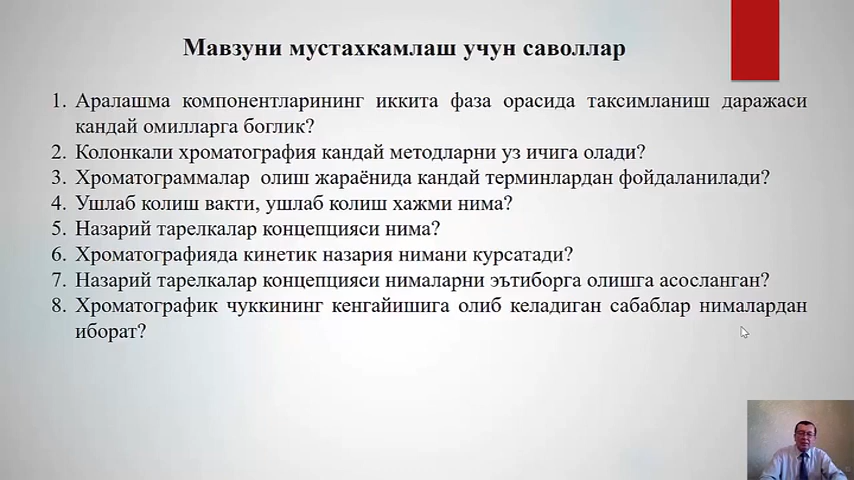 Мавзуни мустахкамлаш учун саволлар
1. Аралашма компонентларининг иккита фаза орасида таксимланиш даражаси
кандай омилларга боглик?
2. Колонкали хроматография кандай методларни уз ичига олади?
3. Хроматограммалар олиш жараёнида кандай терминлардан фойдаланилади?
4. Ушлаб колиш вакти, ушлаб колиш хажми нима?
5. Назарий тарелкалар концепцияси нима?
6. Хроматографияда кинетик назария нимани курсатади?
7. Назарий тарелкалар концепцияси нималарни эътиборга олишга асосланган?
8. Хроматографик чуккининг кенгайишига олиб келадиган сабаблар нималардан
иборат?